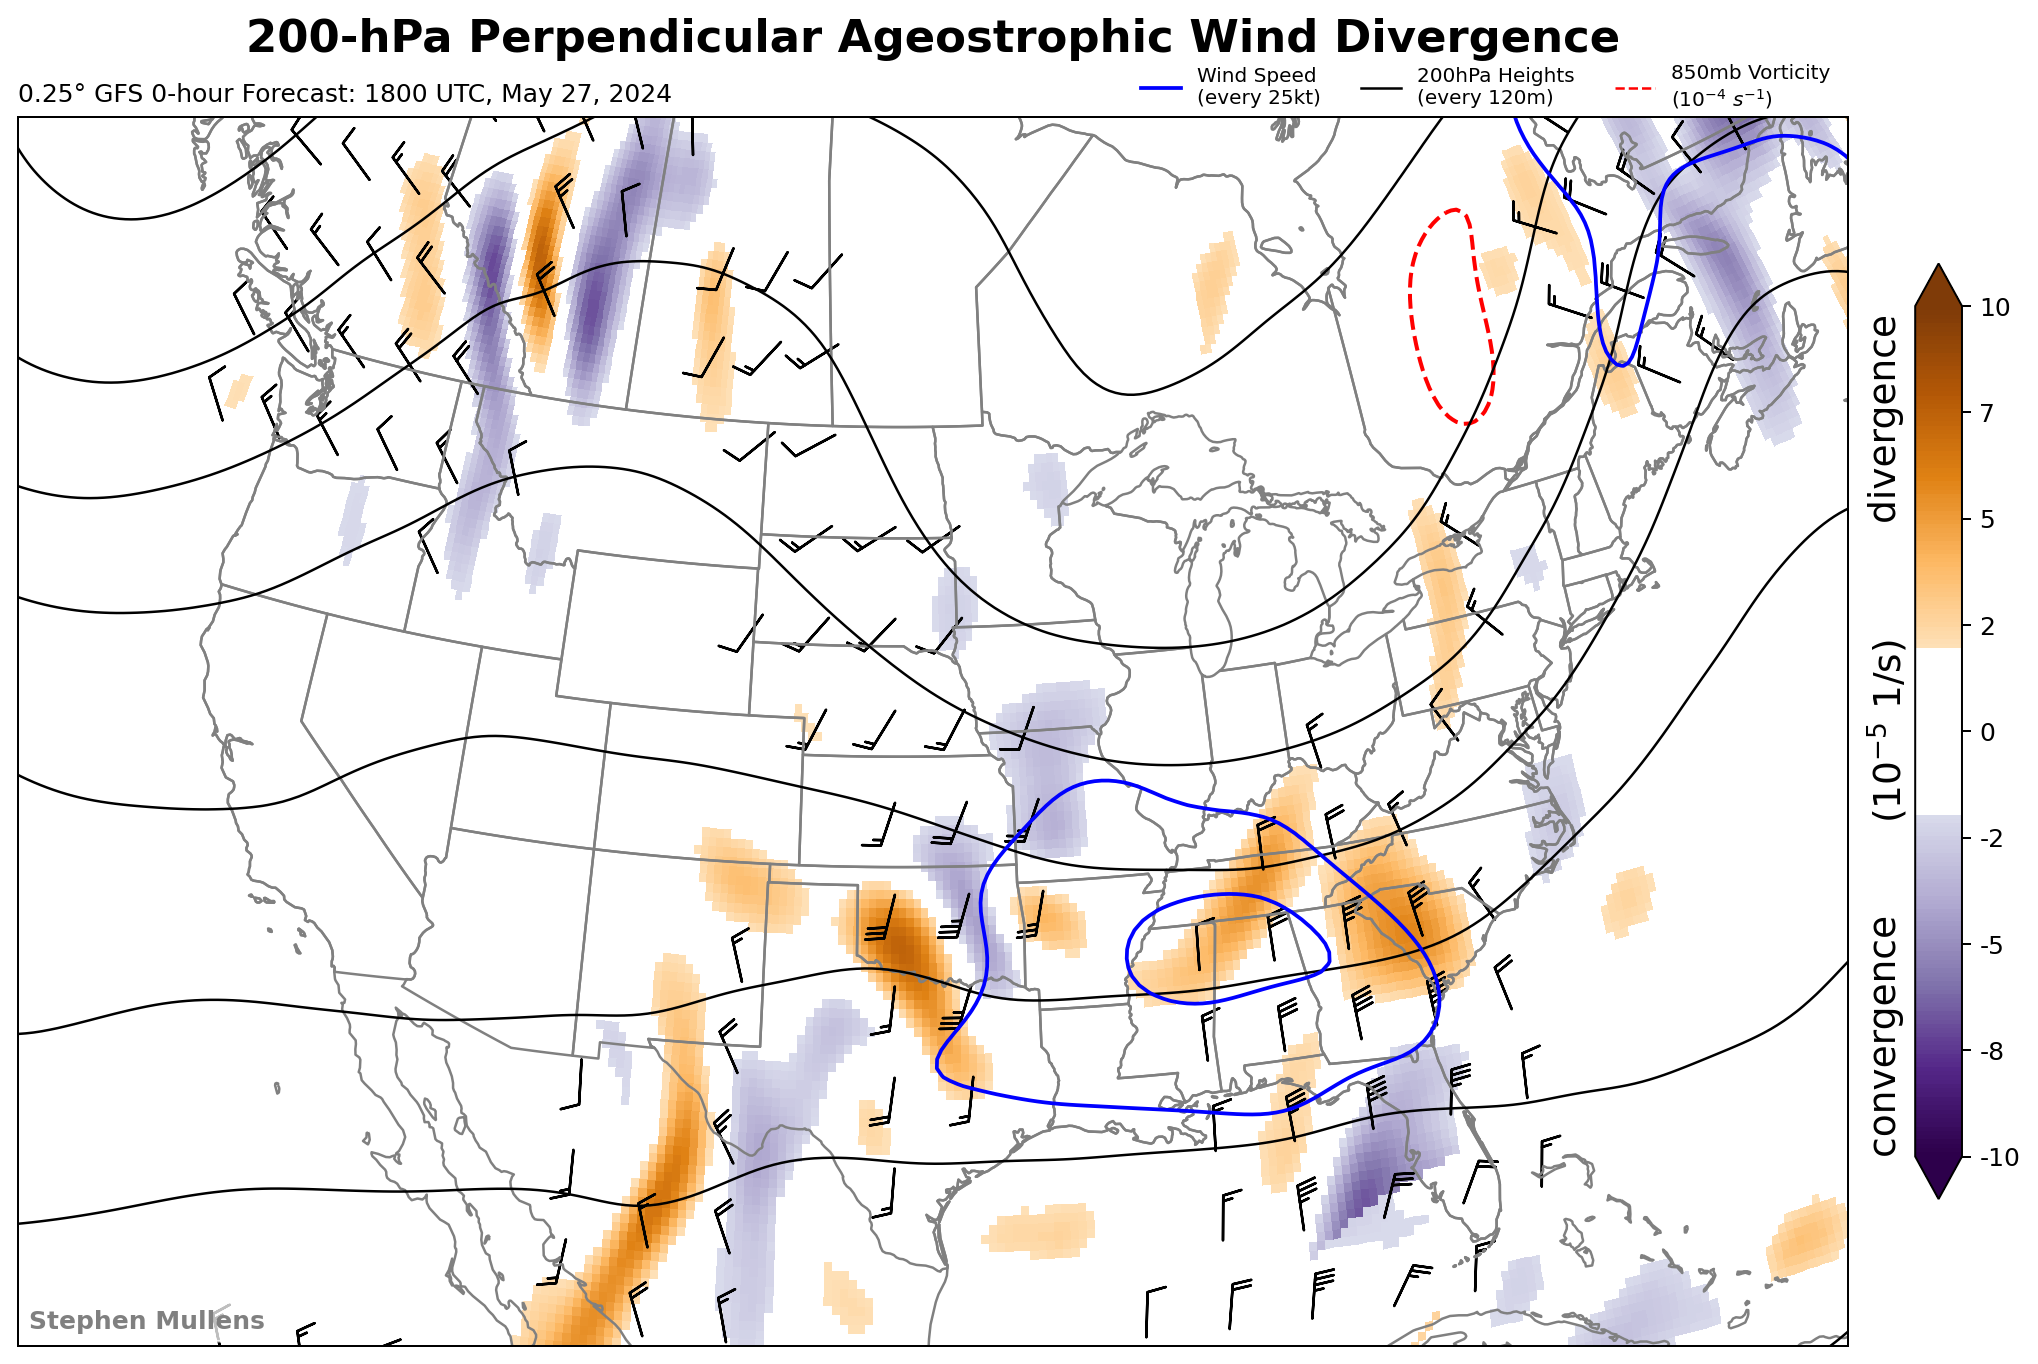 200-hPa Perpendicular Ageostrophic Wind Divergence
0.25° GFS 0-hour Forecast: 1800 UTC, May 27, 2024
Wind Speed
(every 25kt)
200hPa Heights
(every 120m)
850mb Vorticity
(10⁻⁴ s⁻¹)
10
7
5
2
0
-2
-5
-8
-10
convergence (10⁻⁵ 1/s) divergence
Stephen Mullens